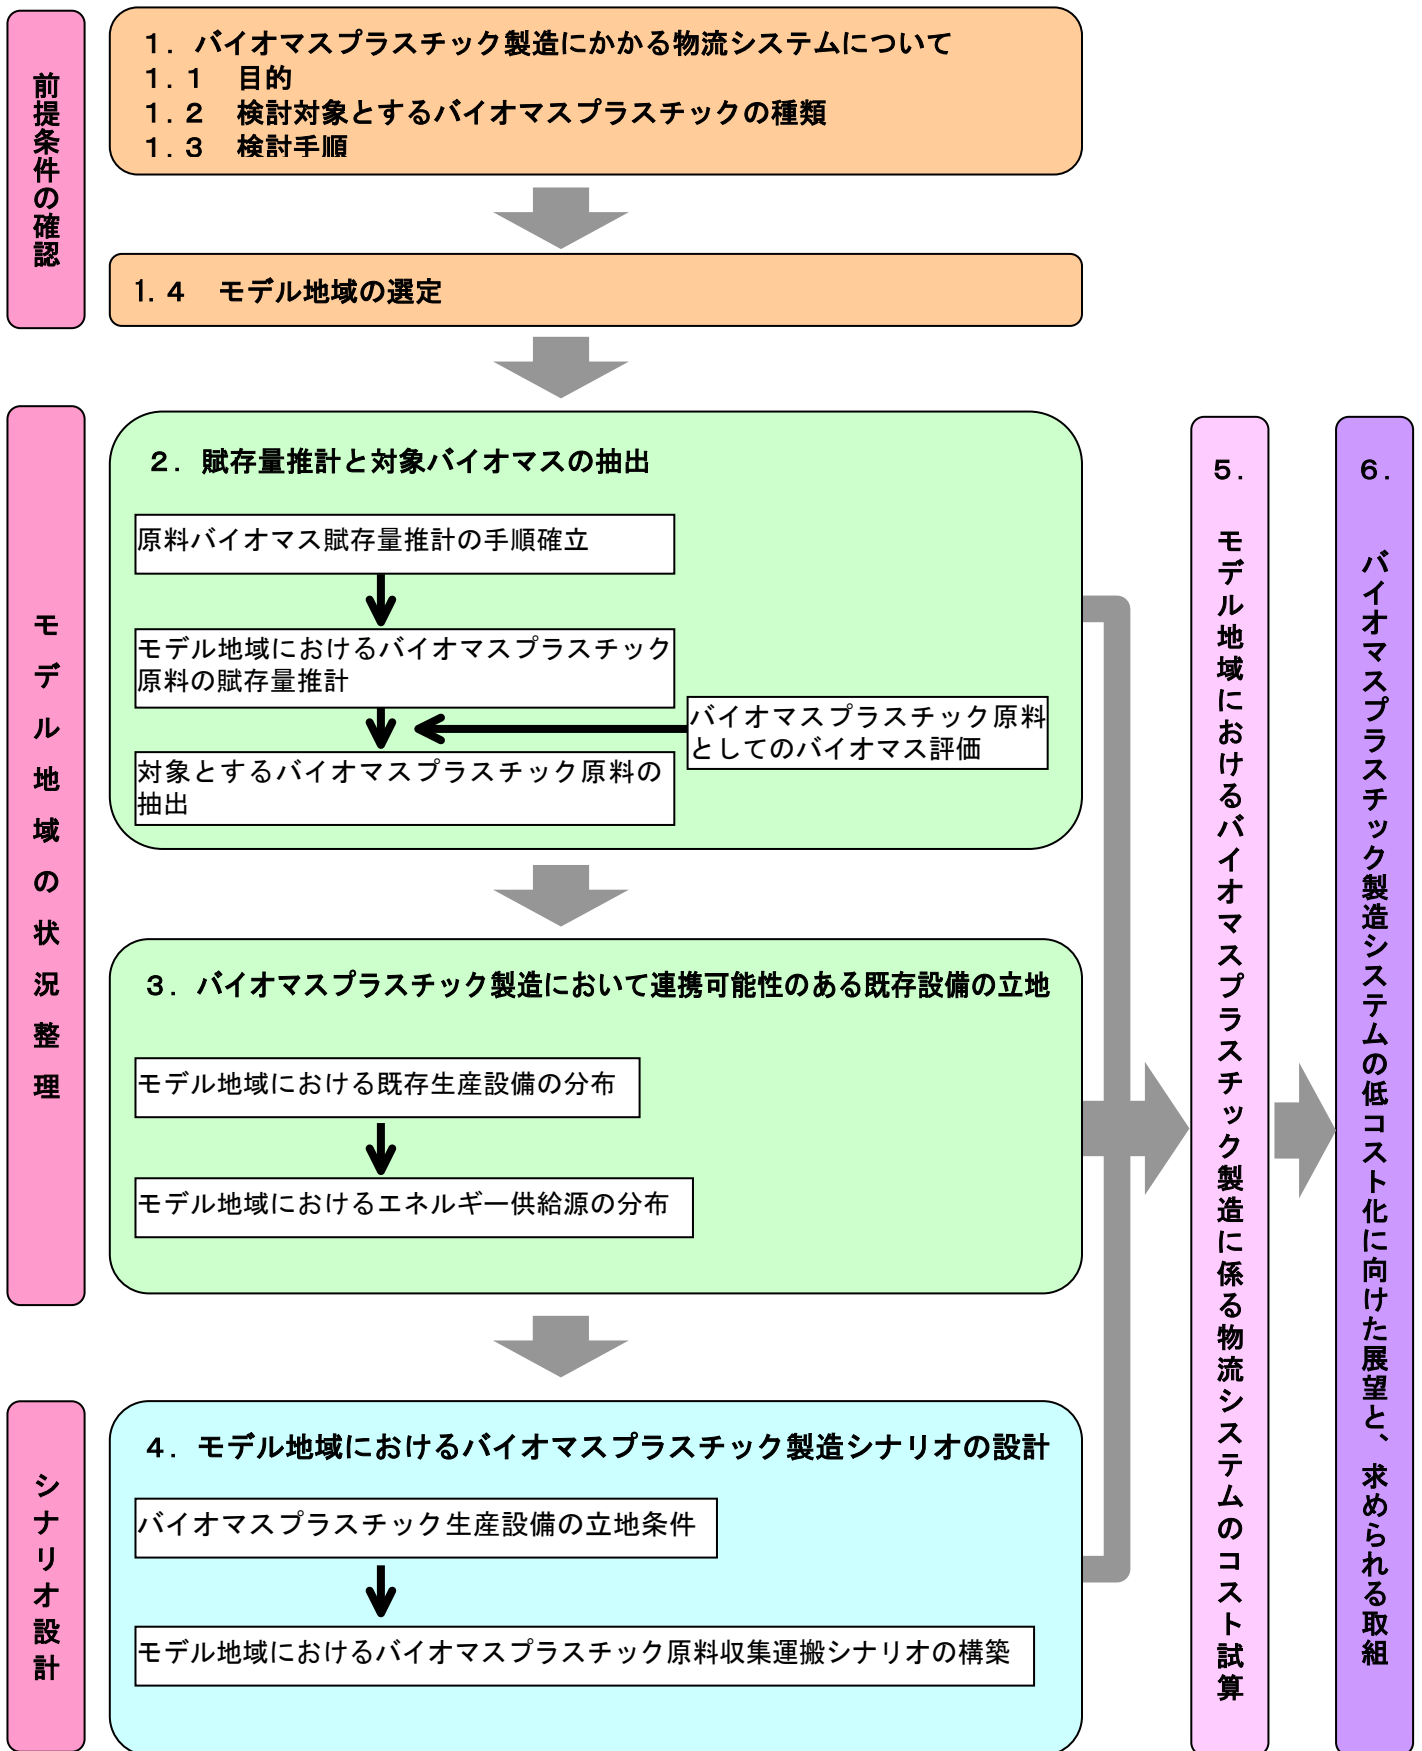 前提条件の確認
１．バイオマスプラスチック製造にかかる物流システムについて
１．１　目的
１．２　検討対象とするバイオマスプラスチックの種類
１．３　検討手順
1．４　モデル地域の選定
モデル地域の状況整理
２．賦存量推計と対象バイオマスの抽出
原料バイオマス賦存量推計の手順確立
モデル地域におけるバイオマスプラスチック
原料の賦存量推計
バイオマスプラスチック原料
としてのバイオマス評価
対象とするバイオマスプラスチック原料の
抽出
３．バイオマスプラスチック製造において連携可能性のある既存設備の立地
モデル地域における既存生産設備の分布
モデル地域におけるエネルギー供給源の分布
シナリオ設計
４．モデル地域におけるバイオマスプラスチック製造シナリオの設計
バイオマスプラスチック生産設備の立地条件
モデル地域におけるバイオマスプラスチック原料収集運搬シナリオの構築
５．　モデル地域におけるバイオマスプラスチック製造に係る物流システムのコスト試算
６．　バイオマスプラスチック製造システムの低コスト化に向けた展望と、求められる取組